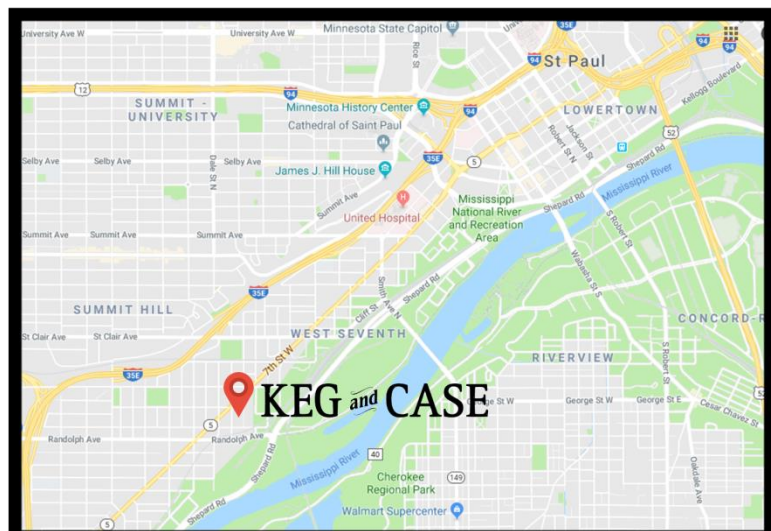 Minnesota State Capitol
University Ave W
University Ave W
Rice St
35E
94
94
St Paul
94
12
94
94
SUMMIT -
UNIVERSITY
Minnesota History Center
LOWERTOWN
Kellogg Boulevard
Cathedral of Saint Paul
Jackson St
Robert St N
52
Selby Ave
Selby Ave
Dale St N
Selby Ave
35E
5
Shepard Rd
James J. Hill House
Mississippi River
Summit Ave
United Hospital
Mississippi
National River
and Recreation
Area
Shepard Rd
S Robert St
Summit Ave
Summit Ave
Summit Ave
35E
Smith Ave N
Shepard Rd
Wabasha St S
35E
SUMMIT HILL
Cliff St
CONCORD-R
St Clair Ave
St Clair Ave
WEST SEVENTH
RIVERVIEW
S Robert St
7th St W
35E
KEG and CASE
George St W
George St W
George St E
52
Cesar Chavez St
5
Randolph Ave
Randolph Ave
Shepard Rd
40
Mississippi River
Oakdale Ave
Cherokee
Regional Park
149
Walmart Supercenter
5